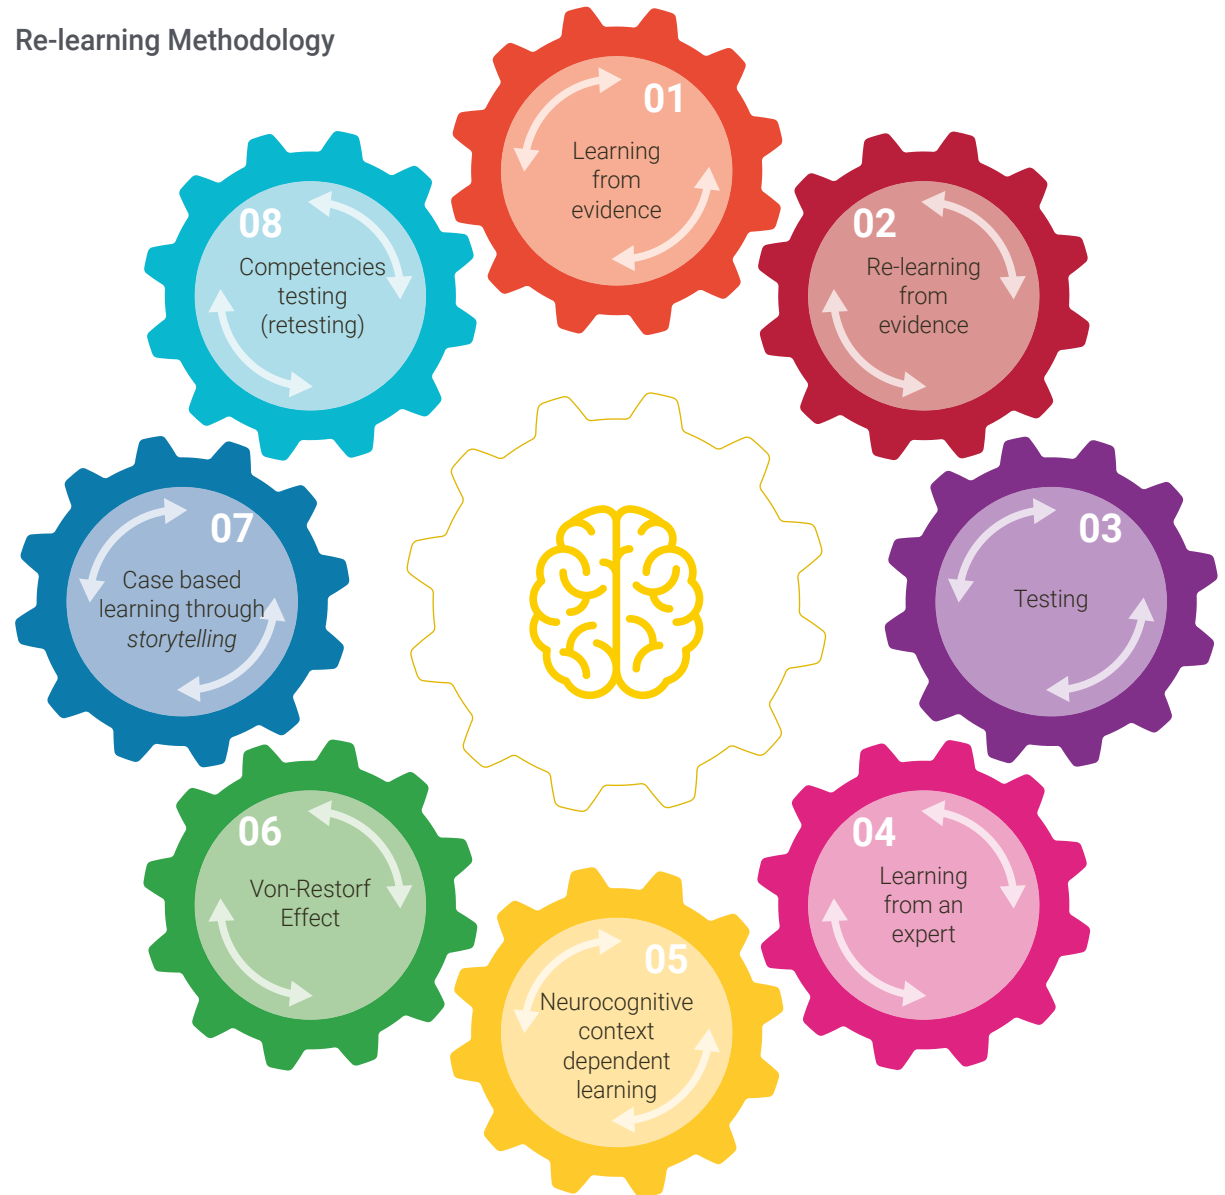 Re-learning Methodology
01
Learning
from
evidence
02
Re-learning
from
evidence
03
Testing
04
Learning
from an
expert
05
Neurocognitive
context
dependent
learning
06
Von-Restorf
Effect
07
Case based
learning through
storytelling
08
Competencies
testing
(retesting)